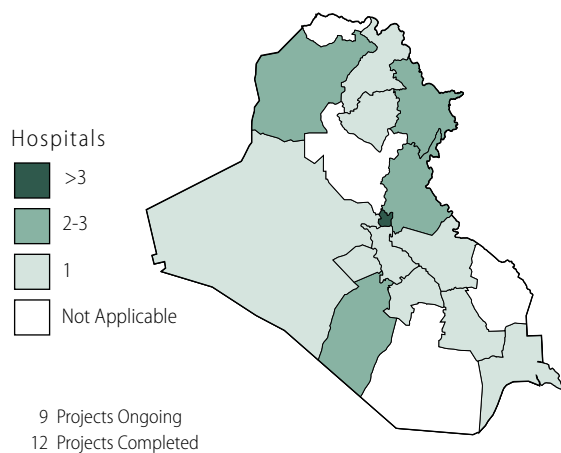 Hospitals
>3
2-3
1
Not Applicable
9 Projects Ongoing
12 Projects Completed